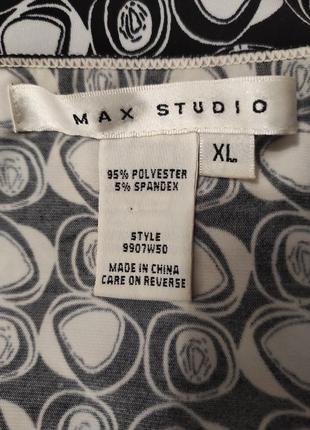 MAX STUDIO
XL
95% POLYESTER
5% SPANDEX
STYLE
9907W50
MADE IN CHINA
CARE ON REVERSE